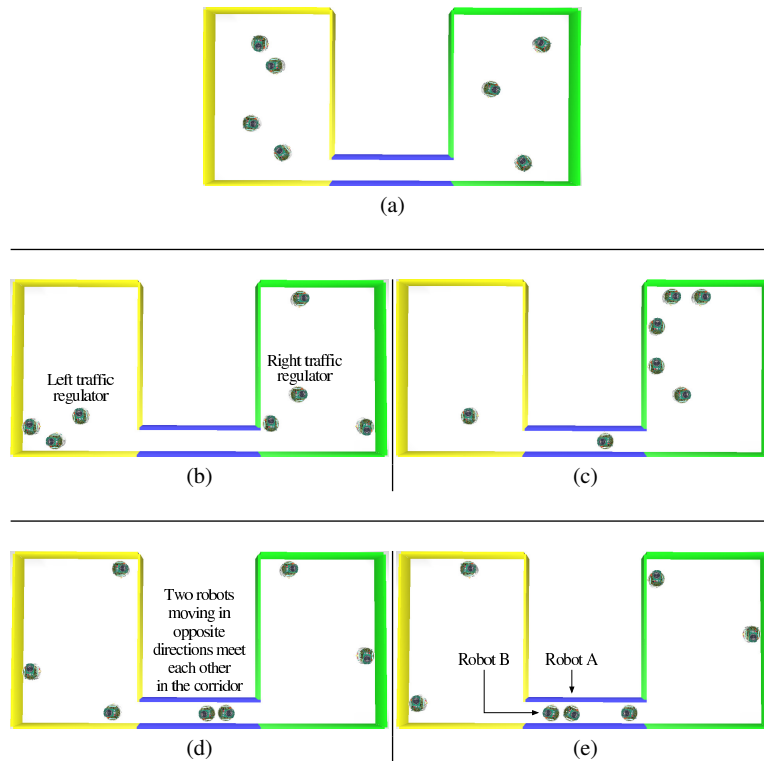 (a)
Left traffic
regulator
Right traffic
regulator
(b)
(c)
Two robots
moving in
opposite
directions meet
each other
in the corridor
(d)
Robot B
Robot A
(e)